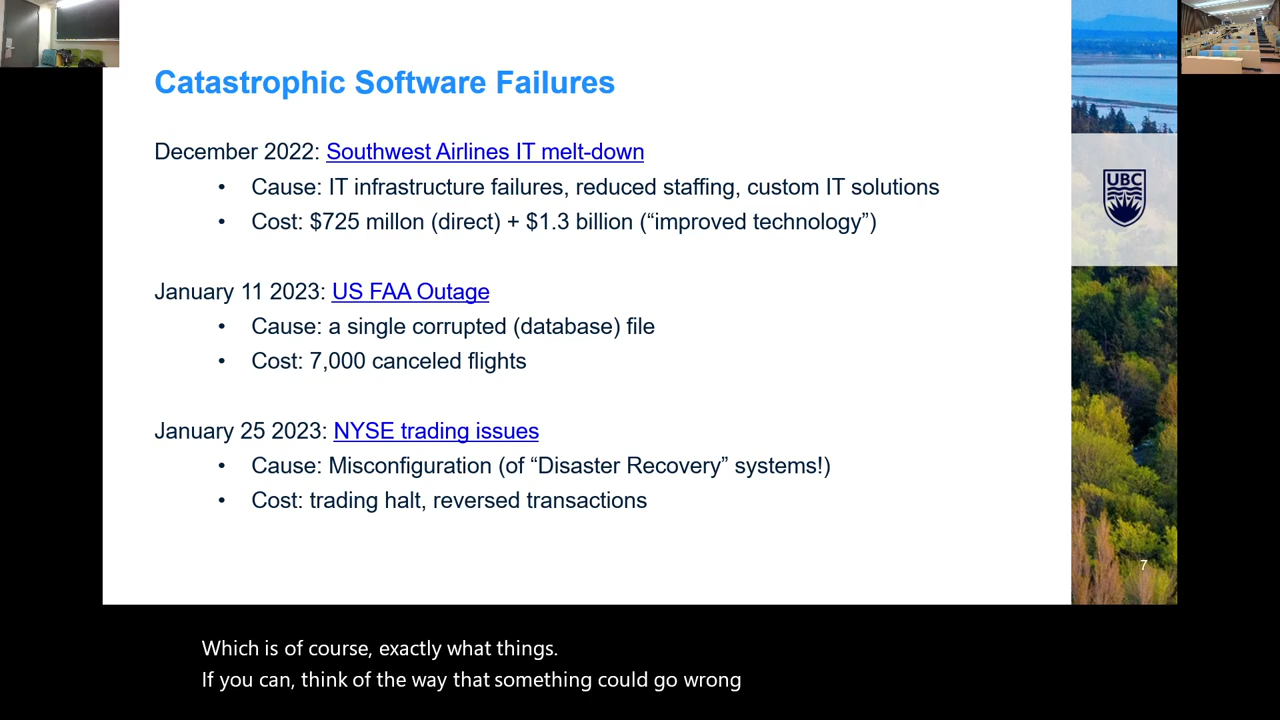 Catastrophic Software Failures
December 2022: Southwest Airlines IT melt-down
• Cause: IT infrastructure failures, reduced staffing, custom IT solutions
• Cost: $725 millon (direct) + $1.3 billion (“improved technology”)
January 11 2023: US FAA Outage
• Cause: a single corrupted (database) file
• Cost: 7,000 canceled flights
January 25 2023: NYSE trading issues
• Cause: Misconfiguration (of “Disaster Recovery” systems!)
• Cost: trading halt, reversed transactions
UBC
7
Which is of course, exactly what things.
If you can, think of the way that something could go wrong